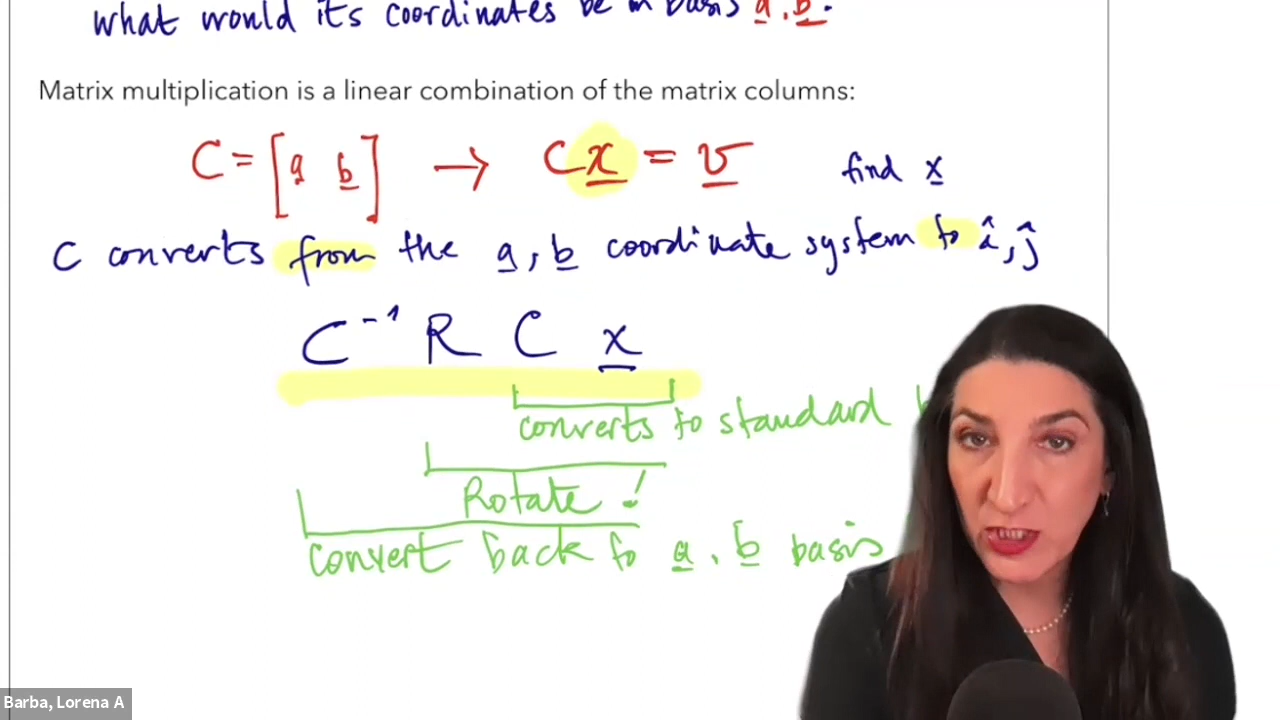 what would its coordinates be in basis a, b?
Matrix multiplication is a linear combination of the matrix columns:
C = [a b] → Cx = v find x
C converts from the a, b coordinate system to î, ĵ
C⁻¹ R C x
converts to standard
Rotate!
convert back to a, b basis
Barba, Lorena A